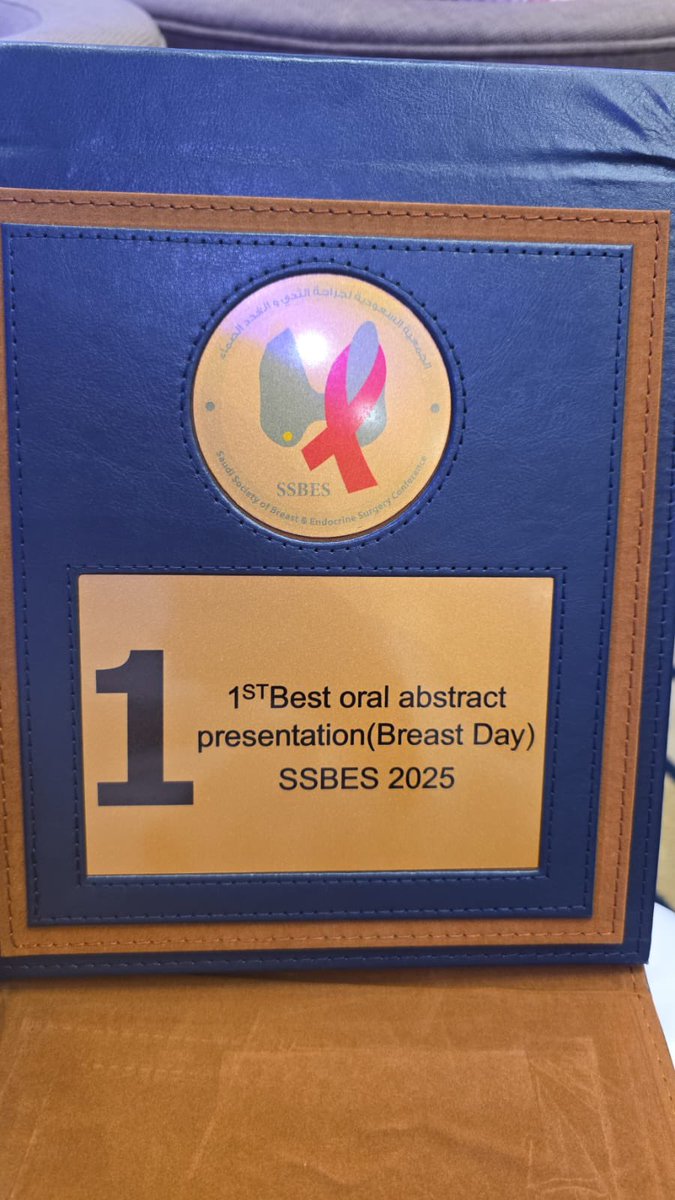 الجمعية السعودية لجراحة الثدي و الغدد الصماء
SSBES
Saudi Society of Breast & Endocrine Surgery Conference
1
1STBest oral abstract
presentation(Breast Day)
SSBES 2025